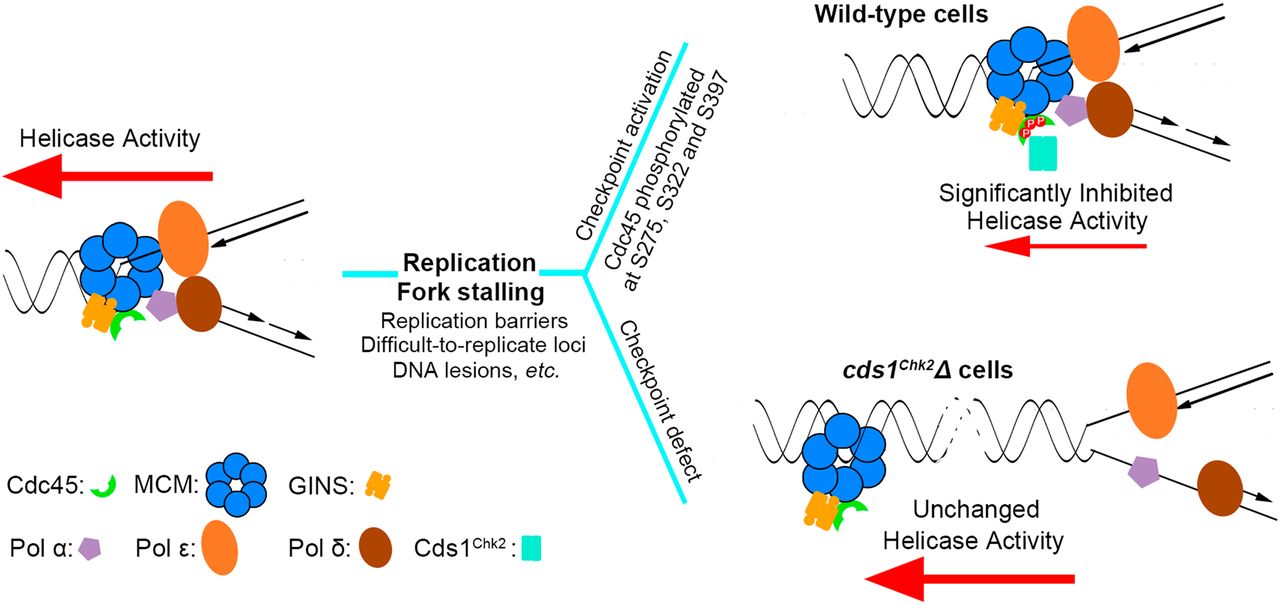 Helicase Activity
Replication
Fork stalling
Replication barriers
Difficult-to-replicate loci
DNA lesions, etc.
Checkpoint activation
Cdc45 phosphorylated
at S275, S322 and S397
Checkpoint defect
Wild-type cells
P P
P
Significantly Inhibited
Helicase Activity
cds1Chk2Δ cells
Unchanged
Helicase Activity
Cdc45: MCM: GINS:
Pol α: Pol ε: Pol δ: Cds1Chk2 :